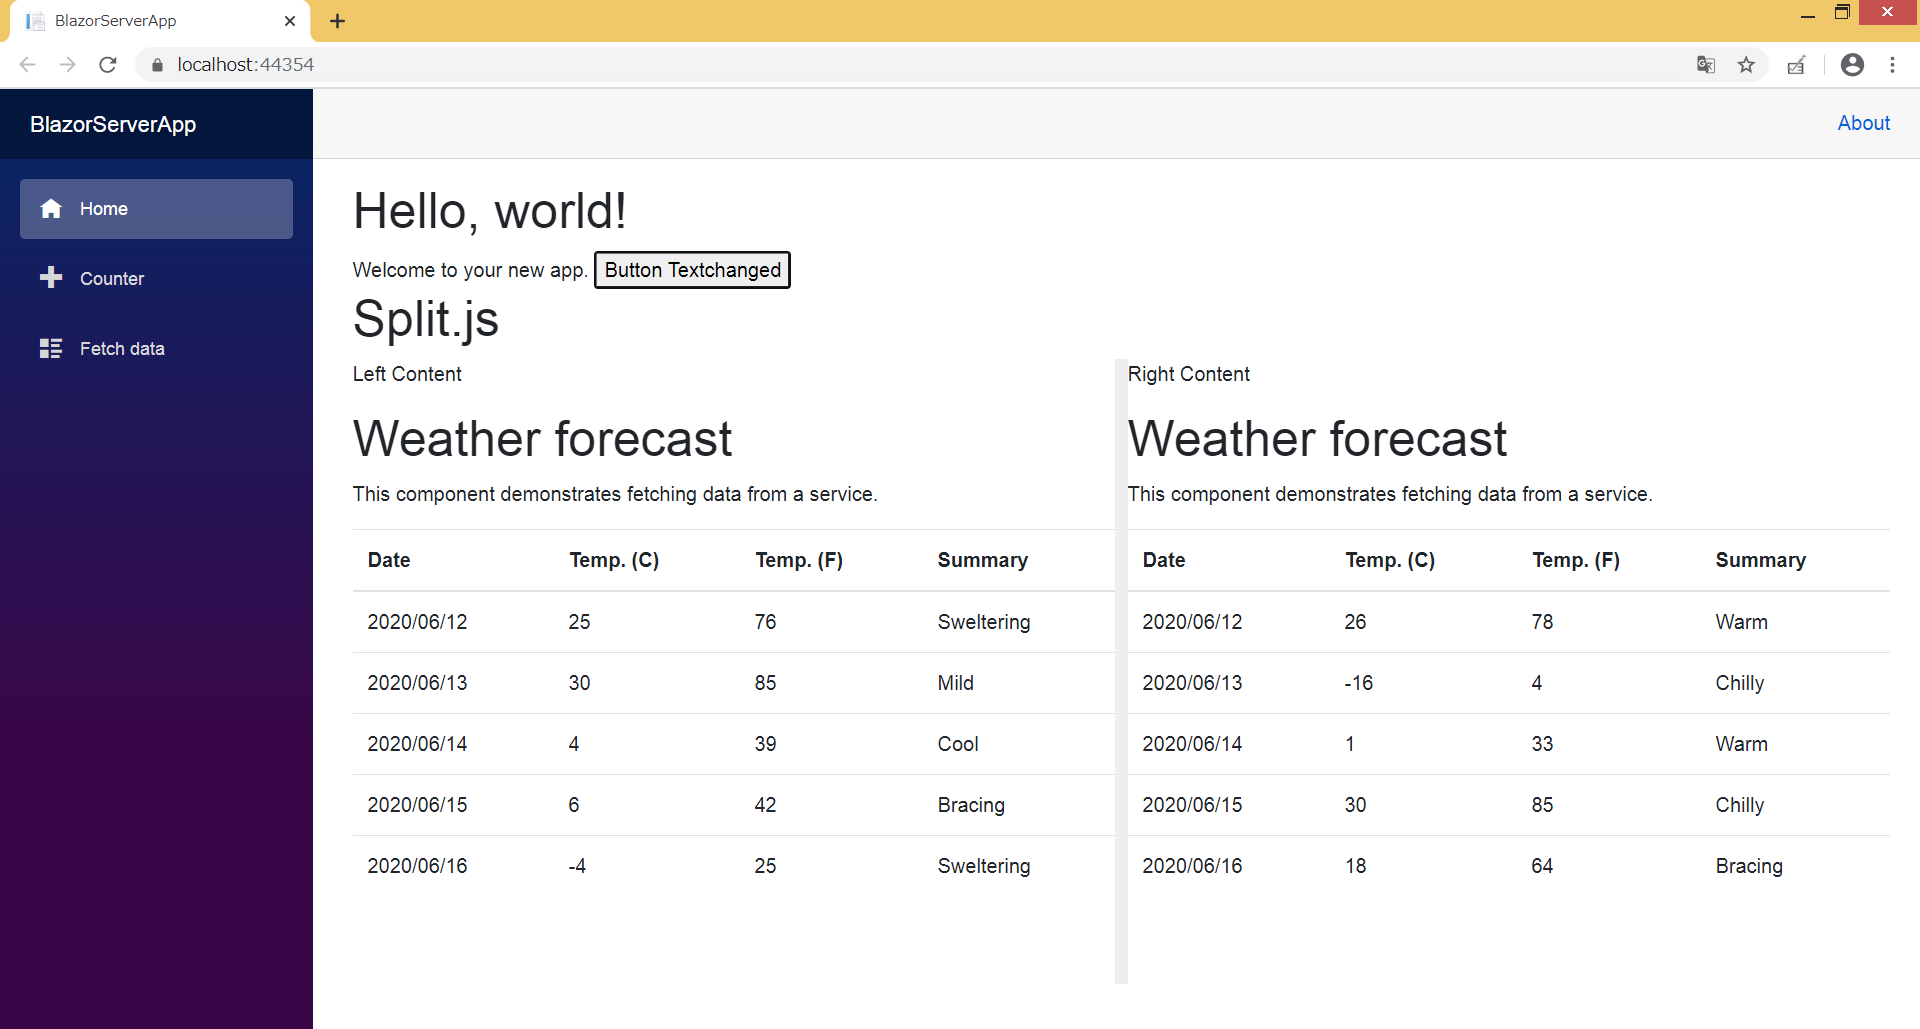 BlazorServerApp
localhost:44354
BlazorServerApp
About
Home
Counter
Fetch data
Hello, world!
Welcome to your new app. Button Textchanged
Split.js
Left Content
Weather forecast
This component demonstrates fetching data from a service.
Date Temp. (C) Temp. (F) Summary
2020/06/12 25 76 Sweltering
2020/06/13 30 85 Mild
2020/06/14 4 39 Cool
2020/06/15 6 42 Bracing
2020/06/16 -4 25 Sweltering
Right Content
Weather forecast
This component demonstrates fetching data from a service.
Date Temp. (C) Temp. (F) Summary
2020/06/12 26 78 Warm
2020/06/13 -16 4 Chilly
2020/06/14 1 33 Warm
2020/06/15 30 85 Chilly
2020/06/16 18 64 Bracing